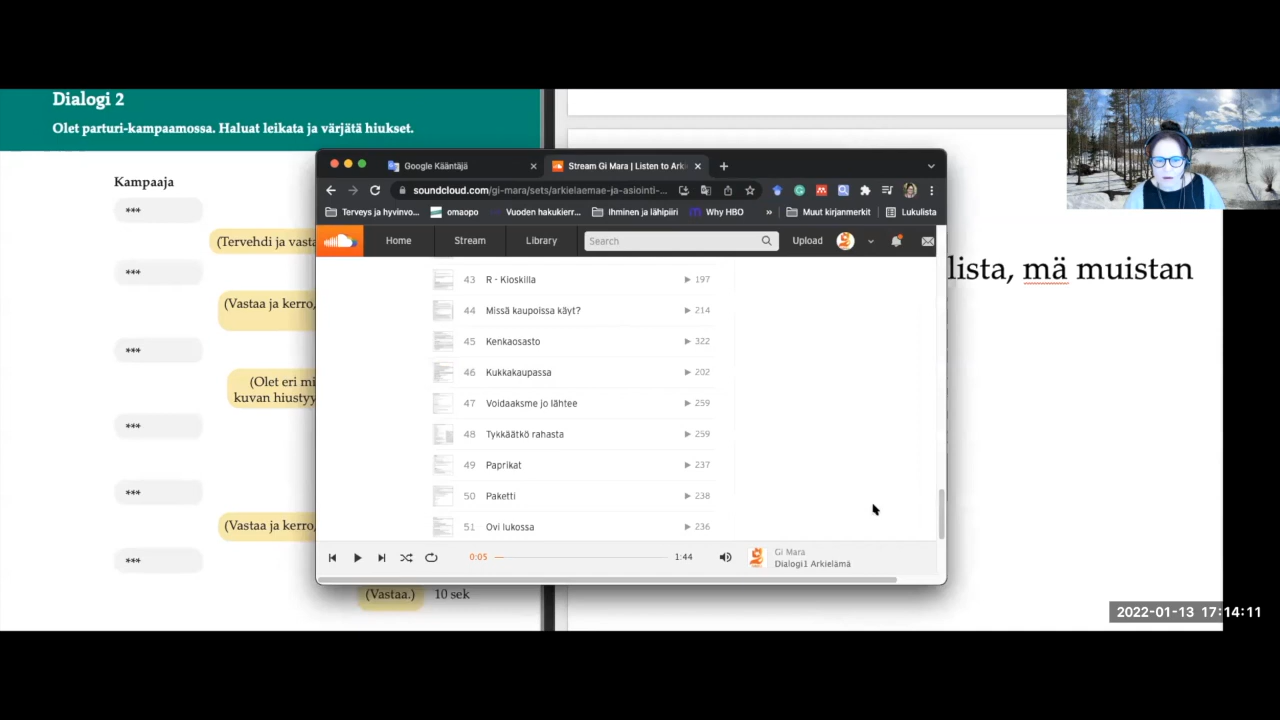 Dialogi 2
Olet parturi-kampaamossa. Haluat leikata ja värjätä hiukset.
Kampaaja
***
(Tervehdi ja vasta
***
(Vastaa ja kerro,
***
(Olet eri mi
kuvan hiustyy
***
***
(Vastaa ja kerro,
***
(Vastaa.) 10 sek
Google Kääntäjä
Stream Gi Mara | Listen to Arki
soundcloud.com/gi-mara/sets/arkielaemae-ja-asiointi-...
Terveys ja hyvinvo...
omaopo
Vuoden hakukierr...
Ihminen ja lähipiiri
Why HBO
»
Muut kirjanmerkit
Lukulista
Home
Stream
Library
Search
Upload
43 R - Kioskilla 197
44 Missä kaupoissa käyt? 214
45 Kenkaosasto 322
46 Kukkakaupassa 202
47 Voidaaksme jo lähtee 259
48 Tykkäätkö rahasta 259
49 Paprikat 237
50 Paketti 238
51 Ovi lukossa 236
0:05
1:44
Gi Mara
Dialogi1 Arkielämä
lista, mä muistan
2022-01-13 17:14:11